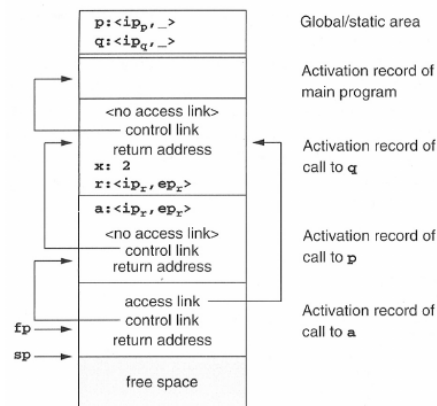 p:<ip_p,_>
q:<ip_q,_>
Global/static area
Activation record of
main program
<no access link>
control link
return address
x: 2
r:<ip_r,ep_r>
Activation record of
call to q
a:<ip_r,ep_r>
<no access link>
control link
return address
Activation record of
call to p
access link
control link
return address
Activation record of
call to a
fp
sp
free space